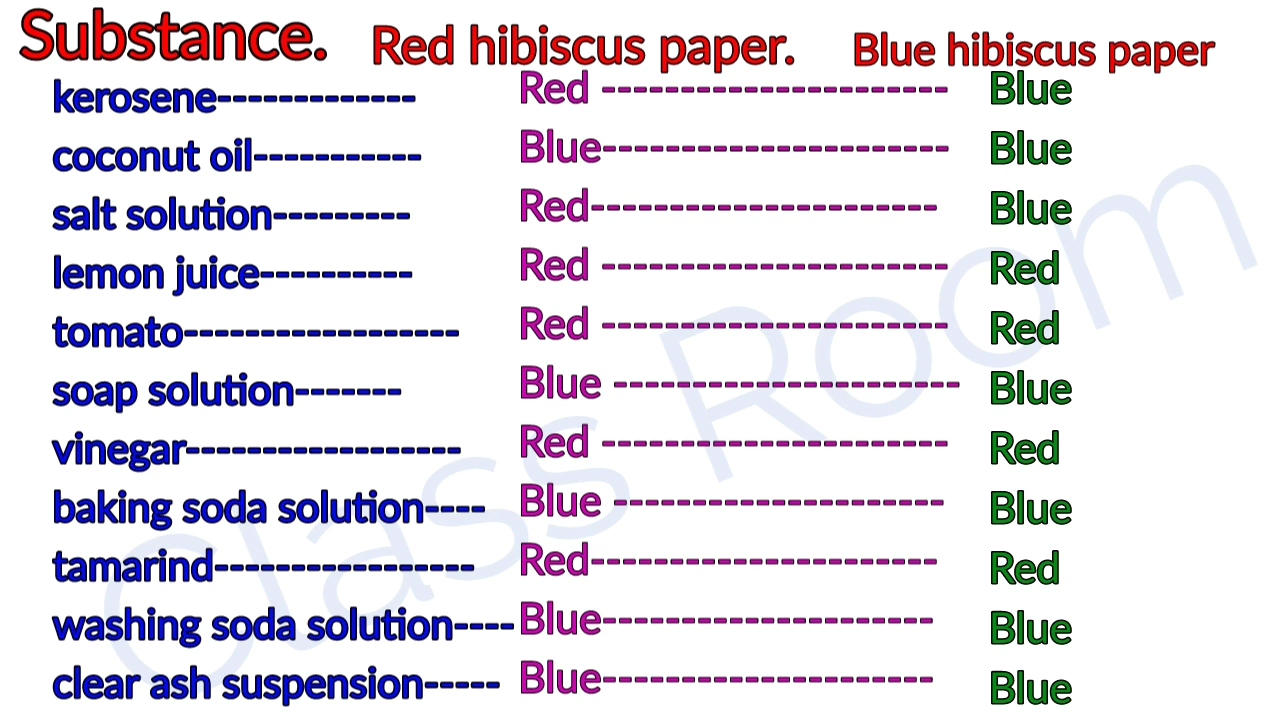 Substance. Red hibiscus paper. Blue hibiscus paper
kerosene------------- Red ---------------------- Blue
coconut oil----------- Blue---------------------- Blue
salt solution--------- Red---------------------- Blue
lemon juice---------- Red ---------------------- Red
tomato------------------ Red ---------------------- Red
soap solution------- Blue ---------------------- Blue
vinegar------------------ Red ---------------------- Red
baking soda solution---- Blue --------------------- Blue
tamarind----------------- Red---------------------- Red
washing soda solution---- Blue--------------------- Blue
clear ash suspension----- Blue--------------------- Blue
Class Room